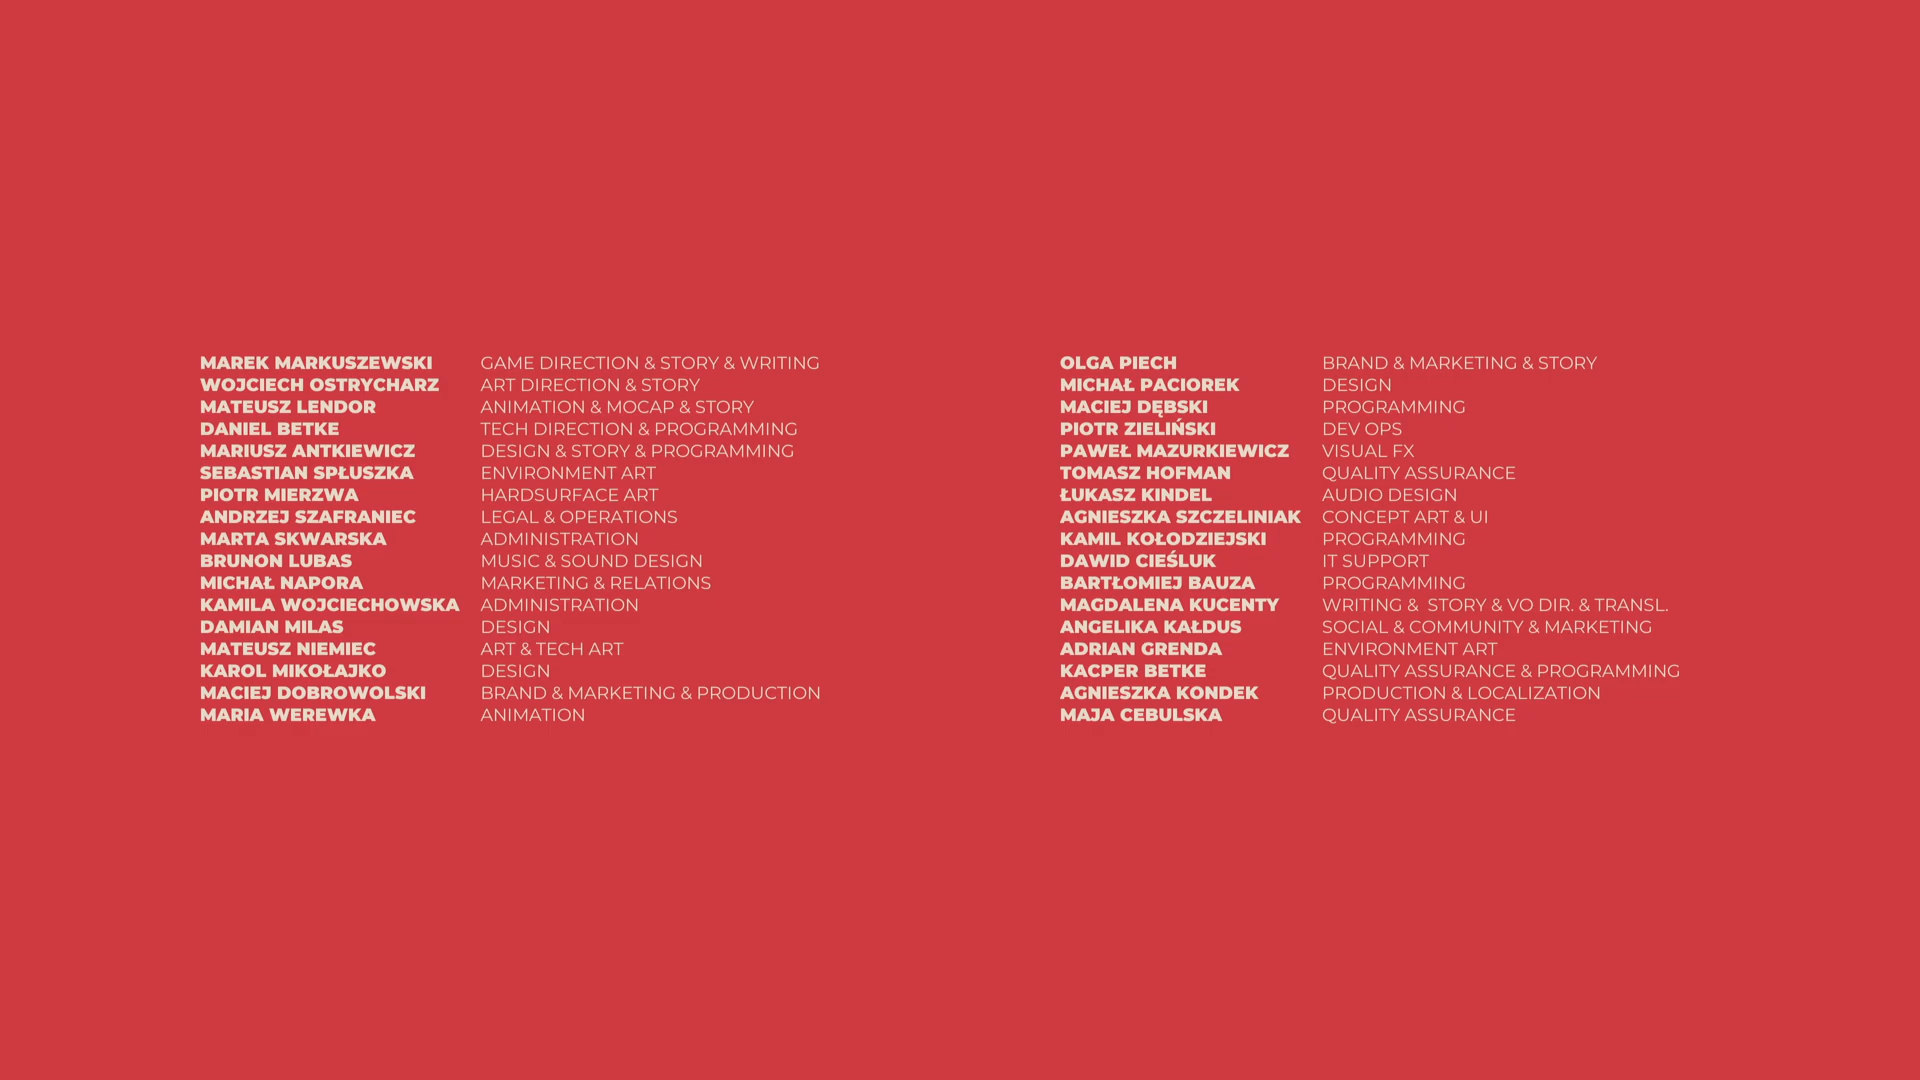 MAREK MARKUSZEWSKI GAME DIRECTION & STORY & WRITING
WOJCIECH OSTRYCHARZ ART DIRECTION & STORY
MATEUSZ LENDOR ANIMATION & MOCAP & STORY
DANIEL BETKE TECH DIRECTION & PROGRAMMING
MARIUSZ ANTKIEWICZ DESIGN & STORY & PROGRAMMING
SEBASTIAN SPŁUSZKA ENVIRONMENT ART
PIOTR MIERZWA HARDSURFACE ART
ANDRZEJ SZAFRANIEC LEGAL & OPERATIONS
MARTA SKWARSKA ADMINISTRATION
BRUNON LUBAS MUSIC & SOUND DESIGN
MICHAŁ NAPORA MARKETING & RELATIONS
KAMILA WOJCIECHOWSKA ADMINISTRATION
DAMIAN MILAS DESIGN
MATEUSZ NIEMIEC ART & TECH ART
KAROL MIKOŁAJKO DESIGN
MACIEJ DOBROWOLSKI BRAND & MARKETING & PRODUCTION
MARIA WEREWKA ANIMATION
OLGA PIECH BRAND & MARKETING & STORY
MICHAŁ PACIOREK DESIGN
MACIEJ DĘBSKI PROGRAMMING
PIOTR ZIELIŃSKI DEV OPS
PAWEŁ MAZURKIEWICZ VISUAL FX
TOMASZ HOFMAN QUALITY ASSURANCE
ŁUKASZ KINDEL AUDIO DESIGN
AGNIESZKA SZCZELINIAK CONCEPT ART & UI
KAMIL KOŁODZIEJSKI PROGRAMMING
DAWID CIEŚLUK IT SUPPORT
BARTŁOMIEJ BAUZA PROGRAMMING
MAGDALENA KUCENTY WRITING &  STORY & VO DIR. & TRANSL.
ANGELIKA KAŁDUS SOCIAL & COMMUNITY & MARKETING
ADRIAN GRENDA ENVIRONMENT ART
KACPER BETKE QUALITY ASSURANCE & PROGRAMMING
AGNIESZKA KONDEK PRODUCTION & LOCALIZATION
MAJA CEBULSKA QUALITY ASSURANCE